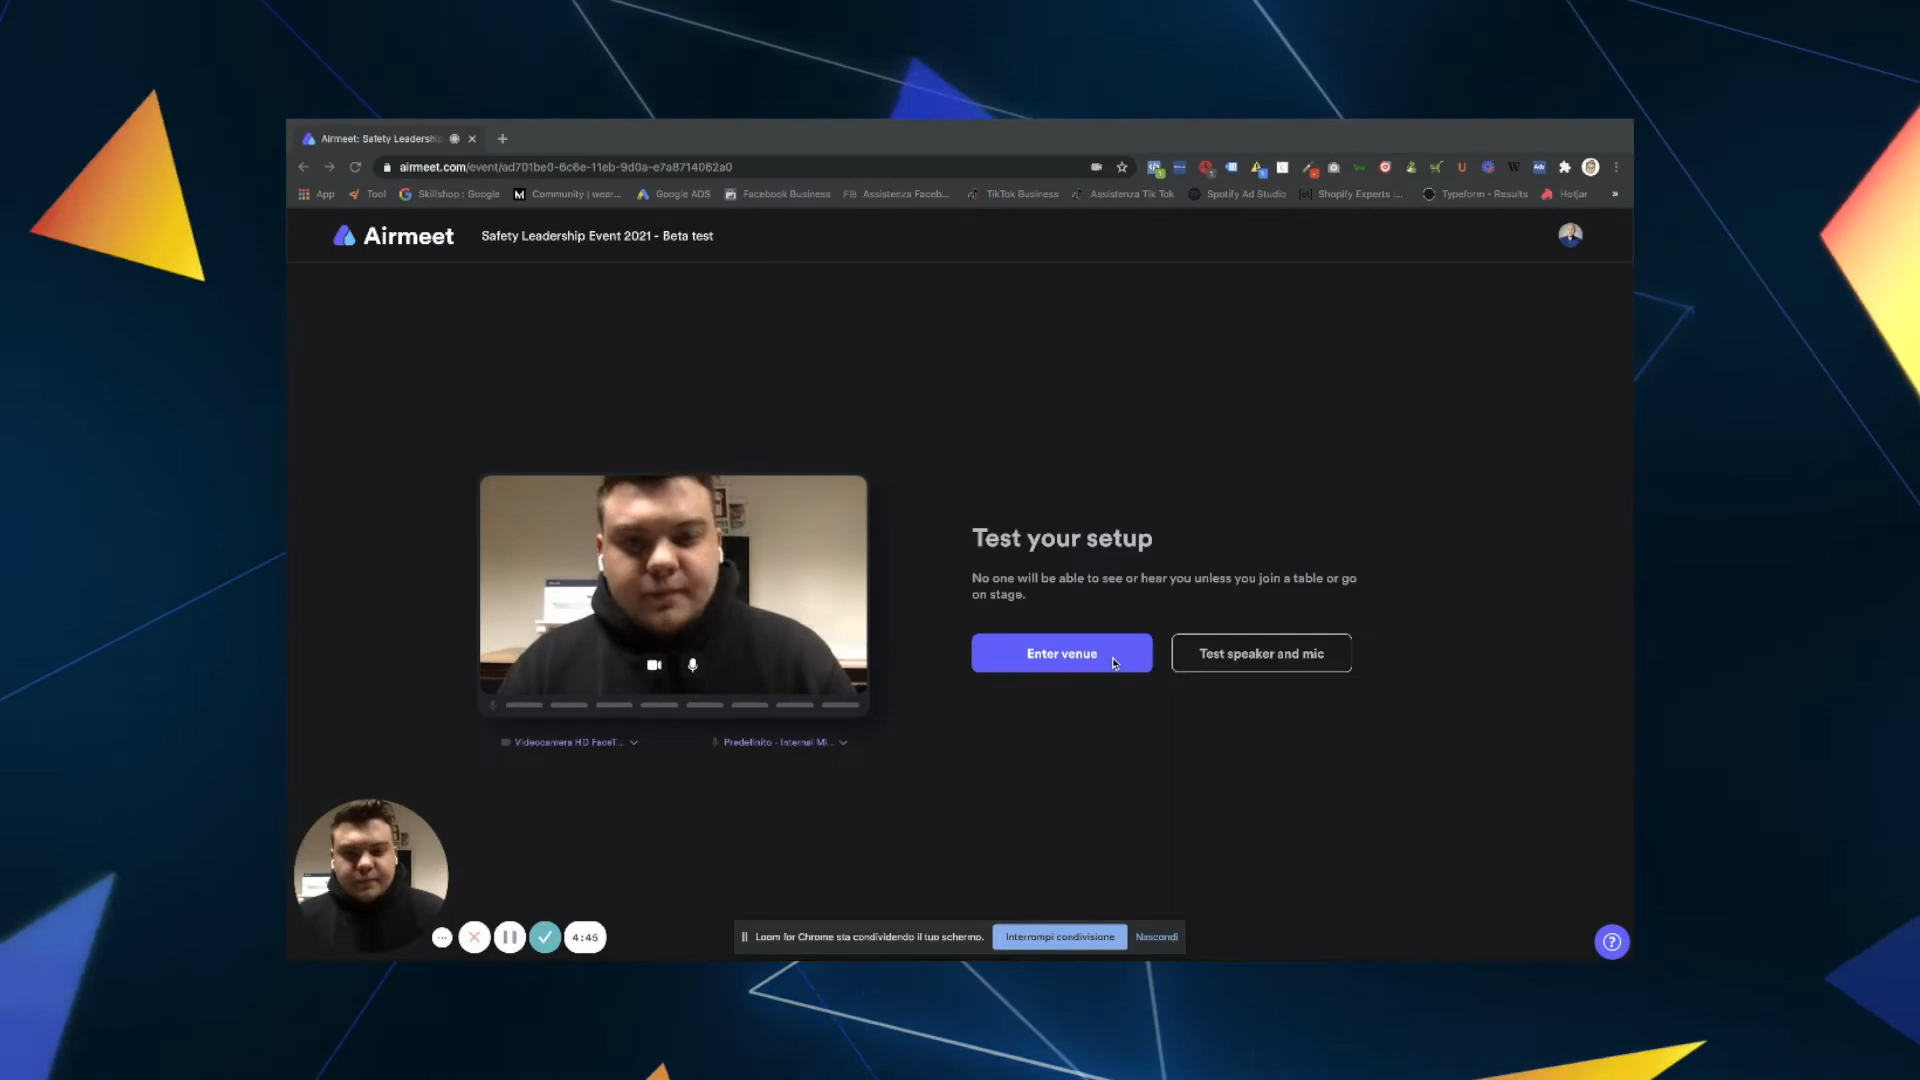 Airmeet: Safety Leadersh
airmeet.com/event/ad701be0-6c6e-11eb-9d0a-e7a8714062a0
App Tool Skillshop : Google Community | wear... Google ADS Facebook Business FB Assistenza Faceb... TikTok Business Assistenza Tik Tok Spotify Ad Studio Shopify Experts :... Typeform - Results Hotjar »
Airmeet Safety Leadership Event 2021 - Beta test
Test your setup
No one will be able to see or hear you unless you join a table or go
on stage.
Enter venue Test speaker and mic
Videocamera HD FaceT... Predefinito - Internal Mi...
4:45 Loom for Chrome sta condividendo il tuo schermo. Interrompi condivisione Nascondi